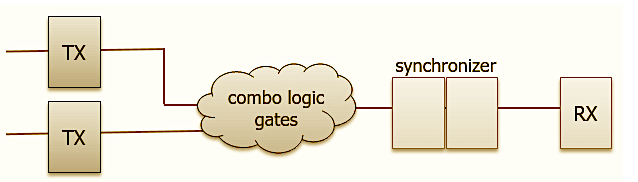 TX
synchronizer
combo logic
gates
RX
TX